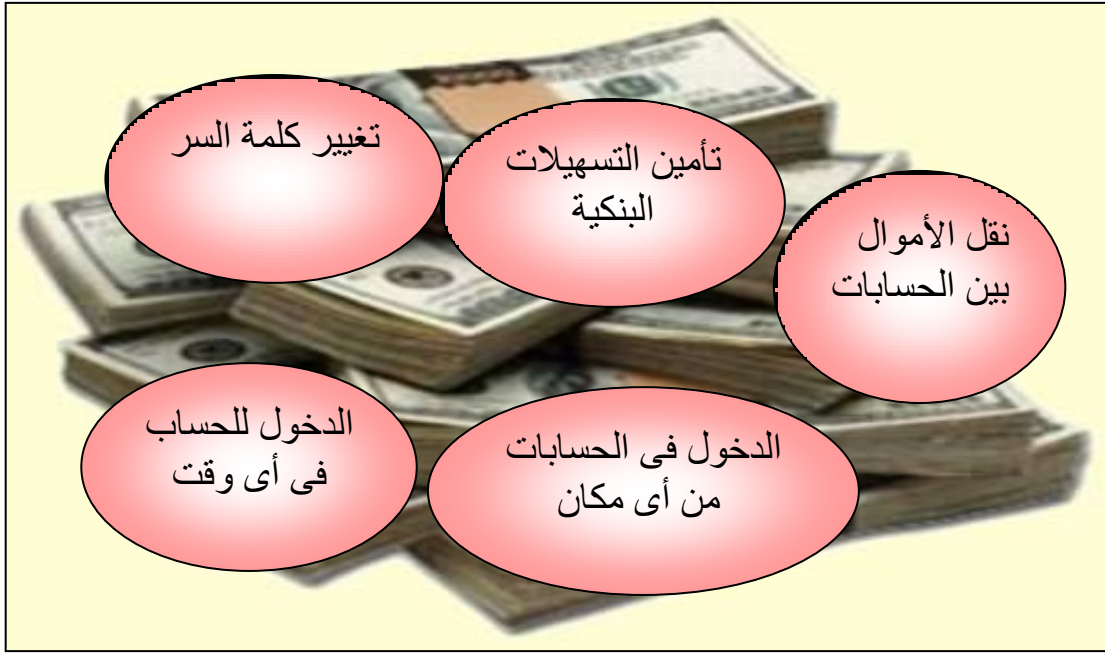 تغيير كلمة السر
تأمين التسهيلات
البنكية
نقل الأموال
بين الحسابات
الدخول للحساب
فى أى وقت
الدخول فى الحسابات
من أى مكان